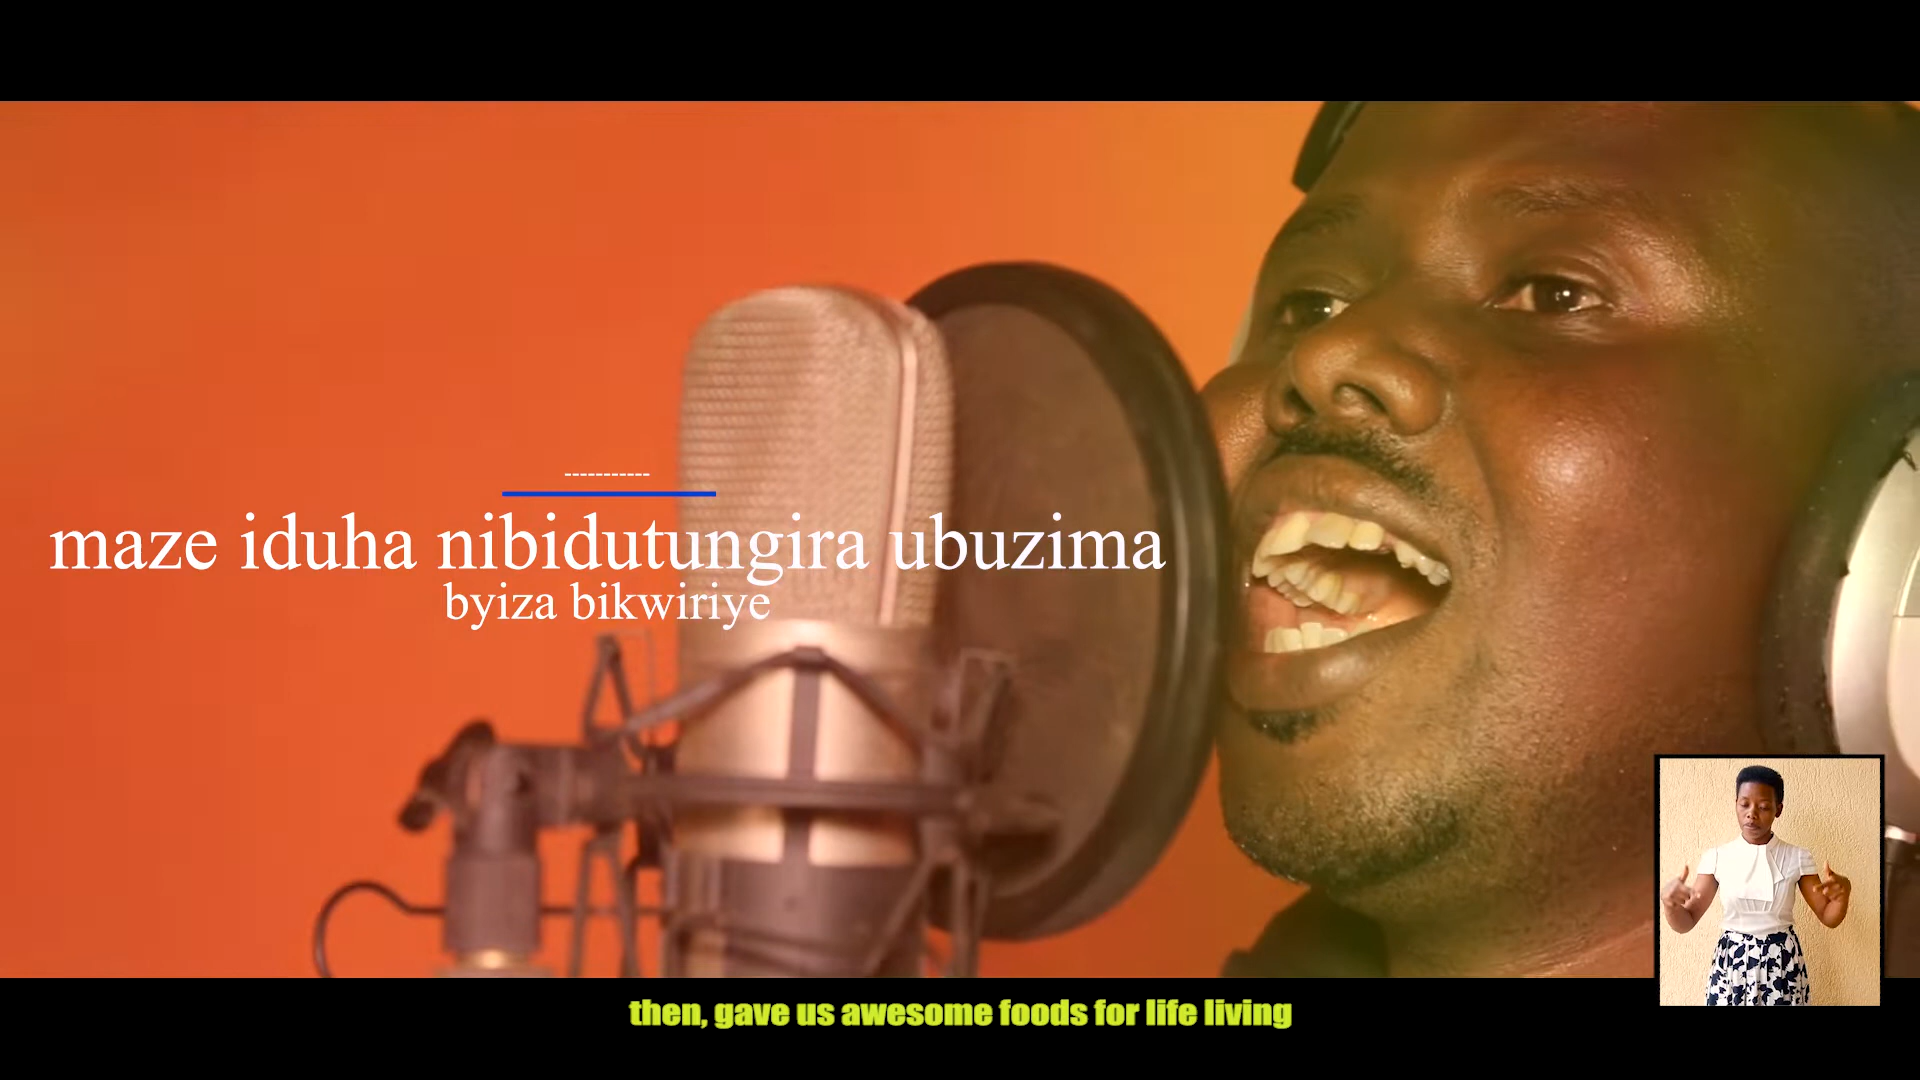 -----------
maze iduha nibidutungira ubuzima
byiza bikwiriye
then, gave us awesome foods for life living